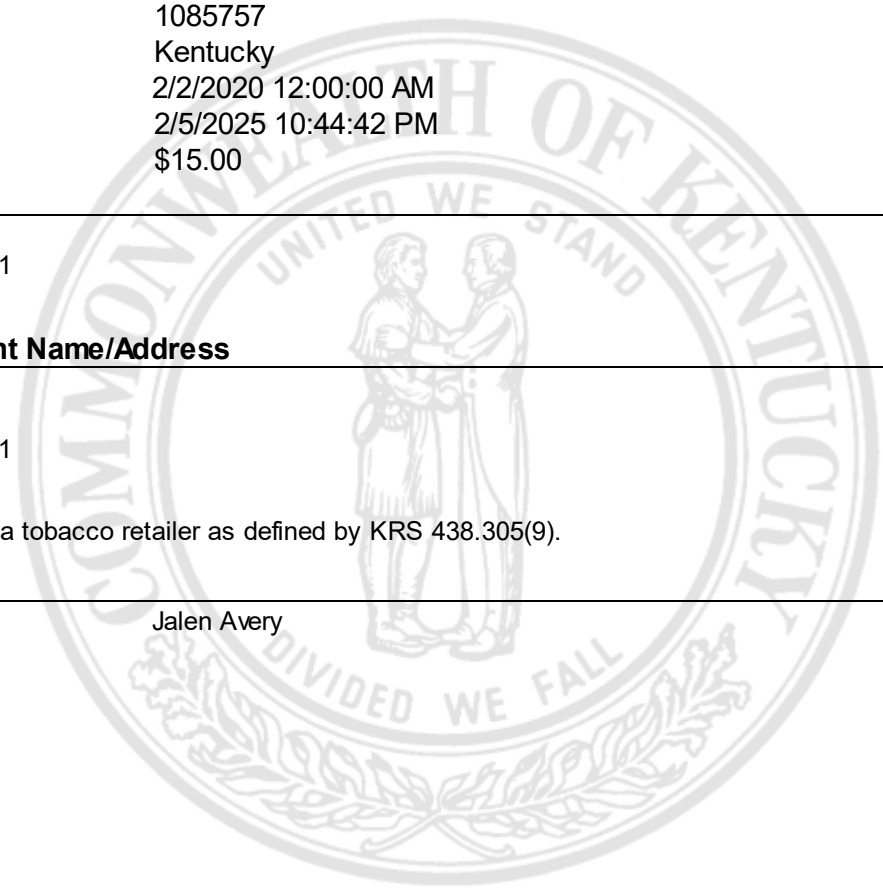 1085757
Kentucky
2/2/2020 12:00:00 AM
2/5/2025 10:44:42 PM
$15.00
1
nt Name/Address
1
a tobacco retailer as defined by KRS 438.305(9).
Jalen Avery
COMMONWEALTH OF KENTUCKY
UNITED WE STAND
DIVIDED WE FALL